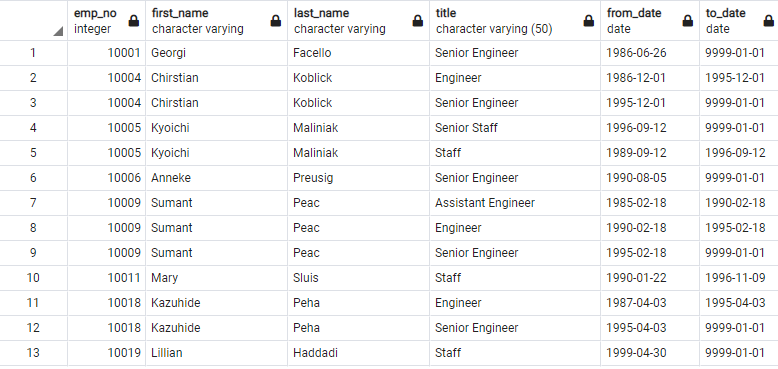 emp_no first_name last_name title from_date to_date
integer character varying character varying character varying (50) date date
1 10001 Georgi Facello Senior Engineer 1986-06-26 9999-01-01
2 10004 Chirstian Koblick Engineer 1986-12-01 1995-12-01
3 10004 Chirstian Koblick Senior Engineer 1995-12-01 9999-01-01
4 10005 Kyoichi Maliniak Senior Staff 1996-09-12 9999-01-01
5 10005 Kyoichi Maliniak Staff 1989-09-12 1996-09-12
6 10006 Anneke Preusig Senior Engineer 1990-08-05 9999-01-01
7 10009 Sumant Peac Assistant Engineer 1985-02-18 1990-02-18
8 10009 Sumant Peac Engineer 1990-02-18 1995-02-18
9 10009 Sumant Peac Senior Engineer 1995-02-18 9999-01-01
10 10011 Mary Sluis Staff 1990-01-22 1996-11-09
11 10018 Kazuhide Peha Engineer 1987-04-03 1995-04-03
12 10018 Kazuhide Peha Senior Engineer 1995-04-03 9999-01-01
13 10019 Lillian Haddadi Staff 1999-04-30 9999-01-01